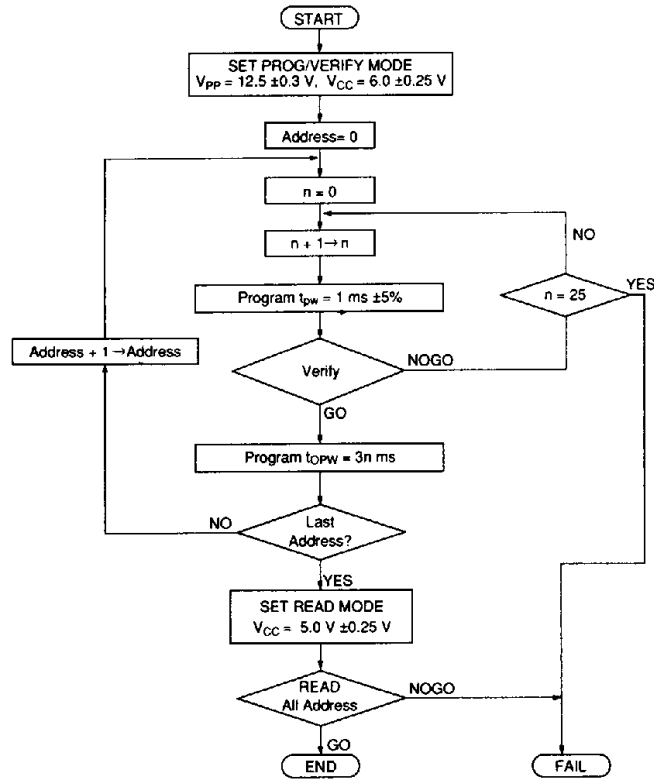 START
SET PROG/VERIFY MODE
VPP = 12.5 ±0.3 V, VCC = 6.0 ±0.25 V
Address= 0
n = 0
n + 1→n
NO
Program tpw = 1 ms ±5%
n = 25
YES
Address + 1 →Address
Verify
NOGO
GO
Program tOPW = 3n ms
NO
Last
Address?
YES
SET READ MODE
VCC = 5.0 V ±0.25 V
READ
All Address
NOGO
GO
END
FAIL